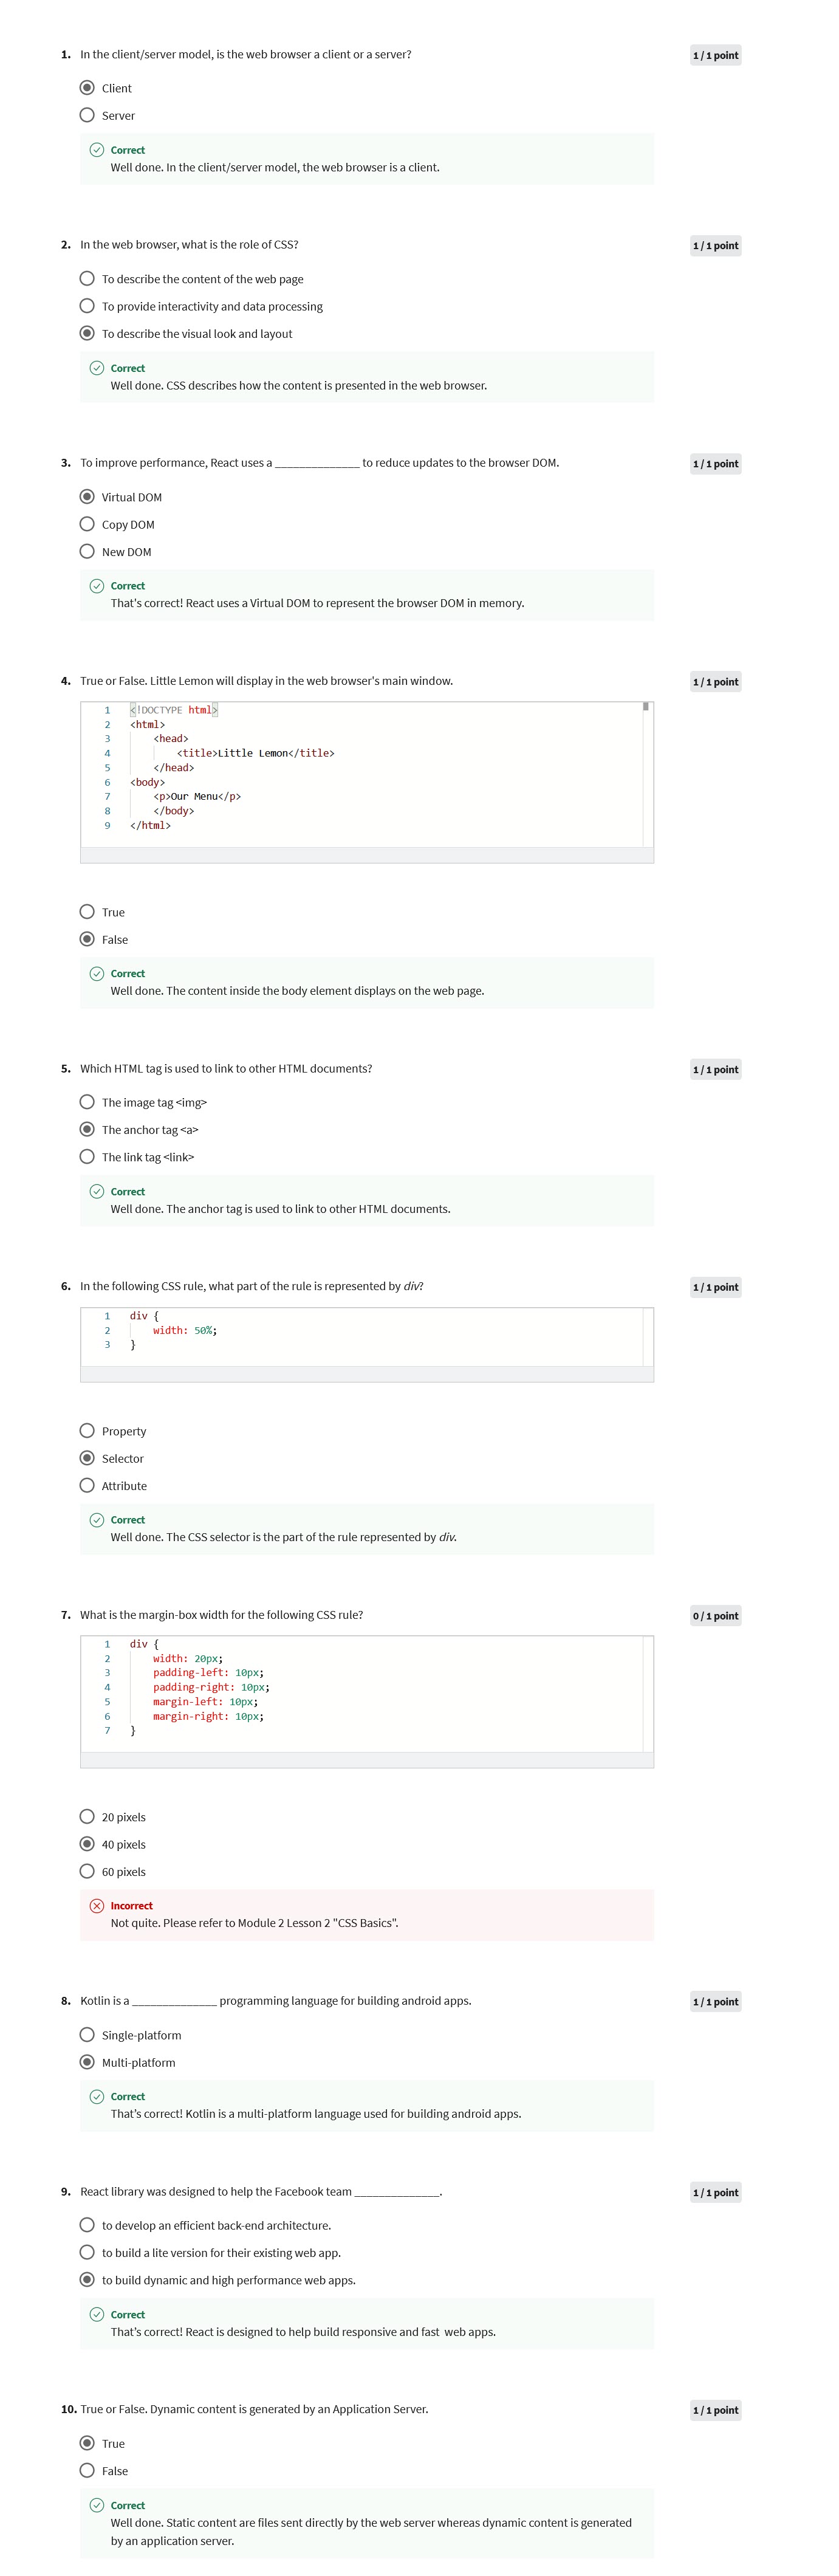 1. In the client/server model, is the web browser a client or a server?
1 / 1 point
Client
Server
Correct
Well done. In the client/server model, the web browser is a client.
2. In the web browser, what is the role of CSS?
1 / 1 point
To describe the content of the web page
To provide interactivity and data processing
To describe the visual look and layout
Correct
Well done. CSS describes how the content is presented in the web browser.
3. To improve performance, React uses a ______________ to reduce updates to the browser DOM.
1 / 1 point
Virtual DOM
Copy DOM
New DOM
Correct
That's correct! React uses a Virtual DOM to represent the browser DOM in memory.
4. True or False. Little Lemon will display in the web browser's main window.
1 / 1 point
1 <!DOCTYPE html>
2 <html>
3 <head>
4 <title>Little Lemon</title>
5 </head>
6 <body>
7 <p>Our Menu</p>
8 </body>
9 </html>
True
False
Correct
Well done. The content inside the body element displays on the web page.
5. Which HTML tag is used to link to other HTML documents?
1 / 1 point
The image tag <img>
The anchor tag <a>
The link tag <link>
Correct
Well done. The anchor tag is used to link to other HTML documents.
6. In the following CSS rule, what part of the rule is represented by div?
1 / 1 point
1 div {
2 width: 50%;
3 }
Property
Selector
Attribute
Correct
Well done. The CSS selector is the part of the rule represented by div.
7. What is the margin-box width for the following CSS rule?
0 / 1 point
1 div {
2 width: 20px;
3 padding-left: 10px;
4 padding-right: 10px;
5 margin-left: 10px;
6 margin-right: 10px;
7 }
20 pixels
40 pixels
60 pixels
Incorrect
Not quite. Please refer to Module 2 Lesson 2 "CSS Basics".
8. Kotlin is a ______________ programming language for building android apps.
1 / 1 point
Single-platform
Multi-platform
Correct
That's correct! Kotlin is a multi-platform language used for building android apps.
9. React library was designed to help the Facebook team ______________.
1 / 1 point
to develop an efficient back-end architecture.
to build a lite version for their existing web app.
to build dynamic and high performance web apps.
Correct
That's correct! React is designed to help build responsive and fast web apps.
10. True or False. Dynamic content is generated by an Application Server.
1 / 1 point
True
False
Correct
Well done. Static content are files sent directly by the web server whereas dynamic content is generated
by an application server.